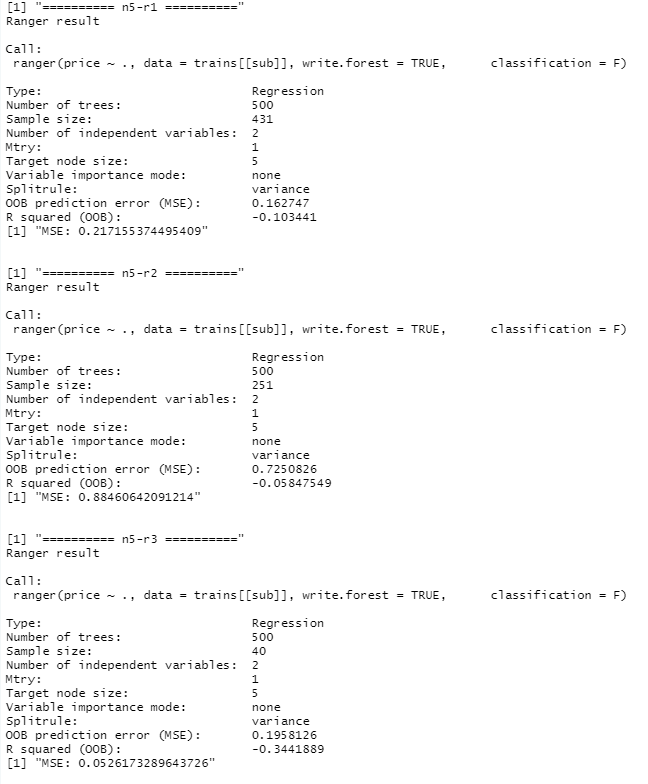 [1] "========== n5-r1 =========="
Ranger result
Call:
ranger(price ~ ., data = trains[[sub]], write.forest = TRUE, classification = F)
Type: Regression
Number of trees: 500
Sample size: 431
Number of independent variables: 2
Mtry: 1
Target node size: 5
Variable importance mode: none
Splitrule: variance
OOB prediction error (MSE): 0.162747
R squared (OOB): -0.103441
[1] "MSE: 0.217155374495409"
[1] "========== n5-r2 =========="
Ranger result
Call:
ranger(price ~ ., data = trains[[sub]], write.forest = TRUE, classification = F)
Type: Regression
Number of trees: 500
Sample size: 251
Number of independent variables: 2
Mtry: 1
Target node size: 5
Variable importance mode: none
Splitrule: variance
OOB prediction error (MSE): 0.7250826
R squared (OOB): -0.05847549
[1] "MSE: 0.88460642091214"
[1] "========== n5-r3 =========="
Ranger result
Call:
ranger(price ~ ., data = trains[[sub]], write.forest = TRUE, classification = F)
Type: Regression
Number of trees: 500
Sample size: 40
Number of independent variables: 2
Mtry: 1
Target node size: 5
Variable importance mode: none
Splitrule: variance
OOB prediction error (MSE): 0.1958126
R squared (OOB): -0.3441889
[1] "MSE: 0.0526173289643726"